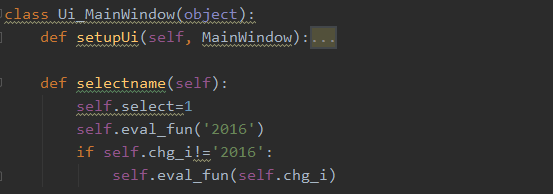 class Ui_MainWindow(object):
    def setupUi(self, MainWindow):...
    def selectname(self):
        self.select=1
        self.eval_fun('2016')
        if self.chg_i!='2016':
            self.eval_fun(self.chg_i)